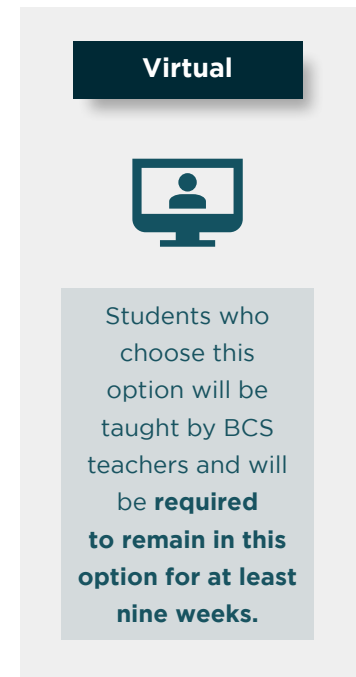 Virtual
Students who
choose this
option will be
taught by BCS
teachers and will
be required
to remain in this
option for at least
nine weeks.